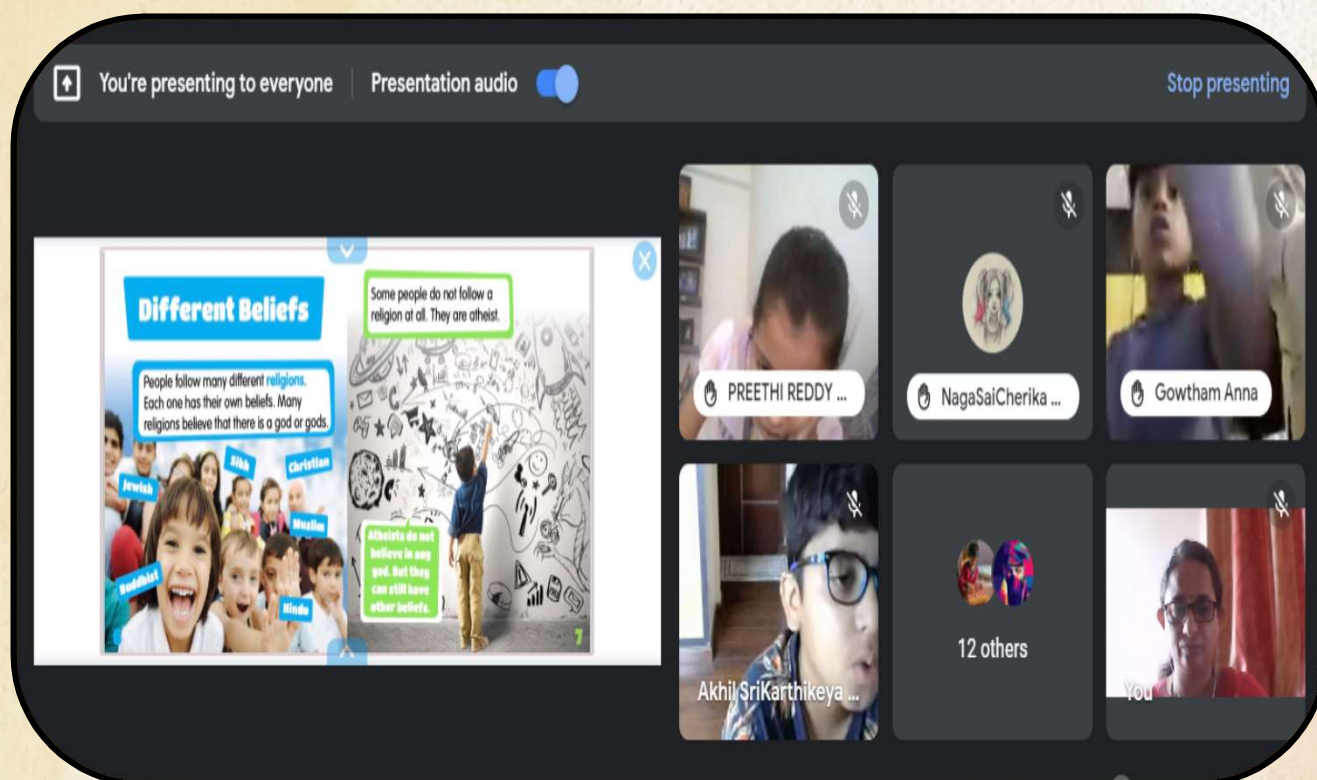 You're presenting to everyone
Presentation audio
Stop presenting
Different Beliefs
People follow many different religions.
Each one has their own beliefs. Many
religions believe that there is a god or gods.
Sikh
Christian
Jewish
Muslim
Buddhist
Hindu
Some people do not follow a
religion at all. They are atheist.
Atheists do not
believe in any
god. But they
can still have
other beliefs.
7
PREETHI REDDY ...
NagaSaiCherika ...
Gowtham Anna
Akhil SriKarthikeya ...
12 others
You